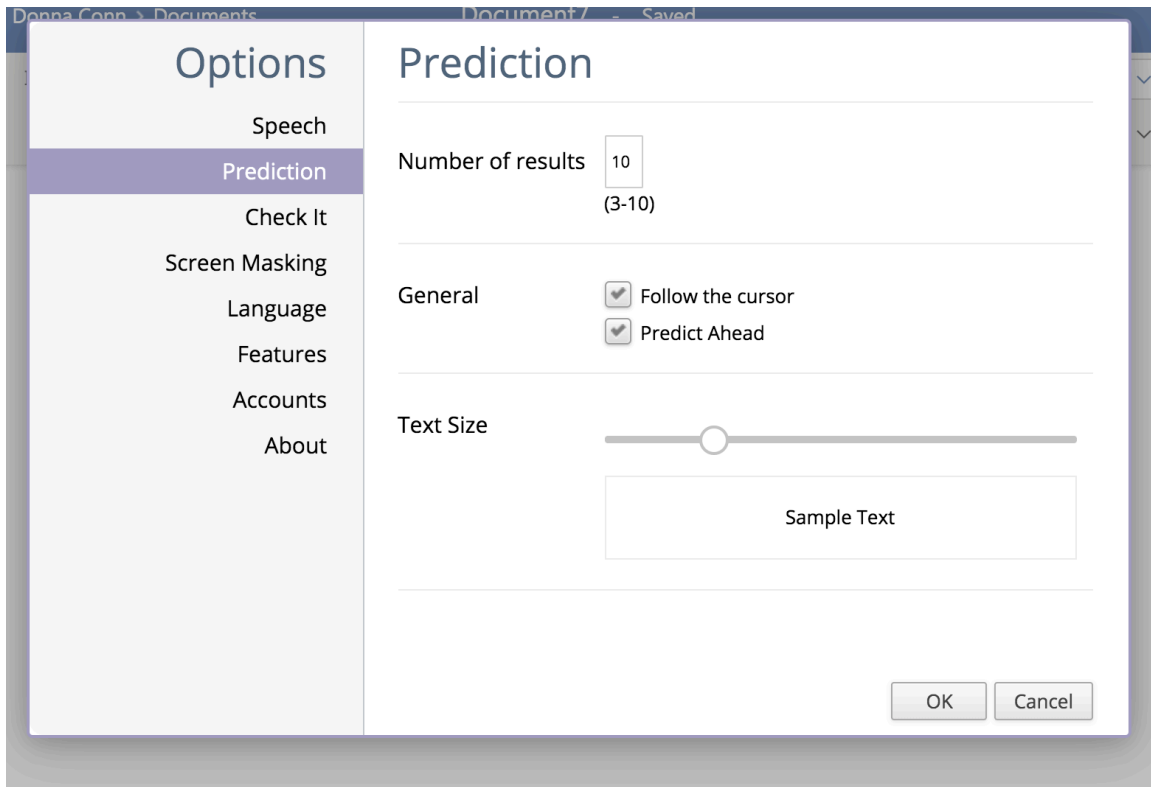 Donna Conn > Documents
Document7 - Saved
Options
Speech
Prediction
Check It
Screen Masking
Language
Features
Accounts
About
Prediction
Number of results 10
(3-10)
General
Follow the cursor
Predict Ahead
Text Size
Sample Text
OK Cancel